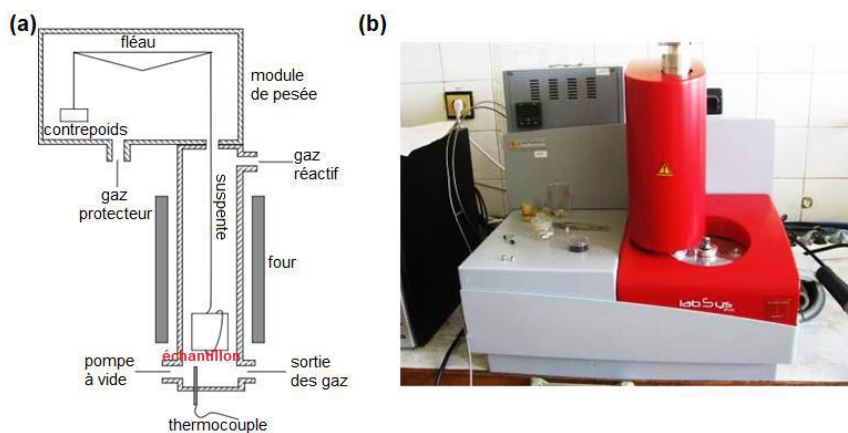 (a)
fléau
module
de pesée
contrepoids
gaz
protecteur
gaz
réactif
suspente
four
échantillon
pompe
à vide
sortie
des gaz
thermocouple
(b)
labSys